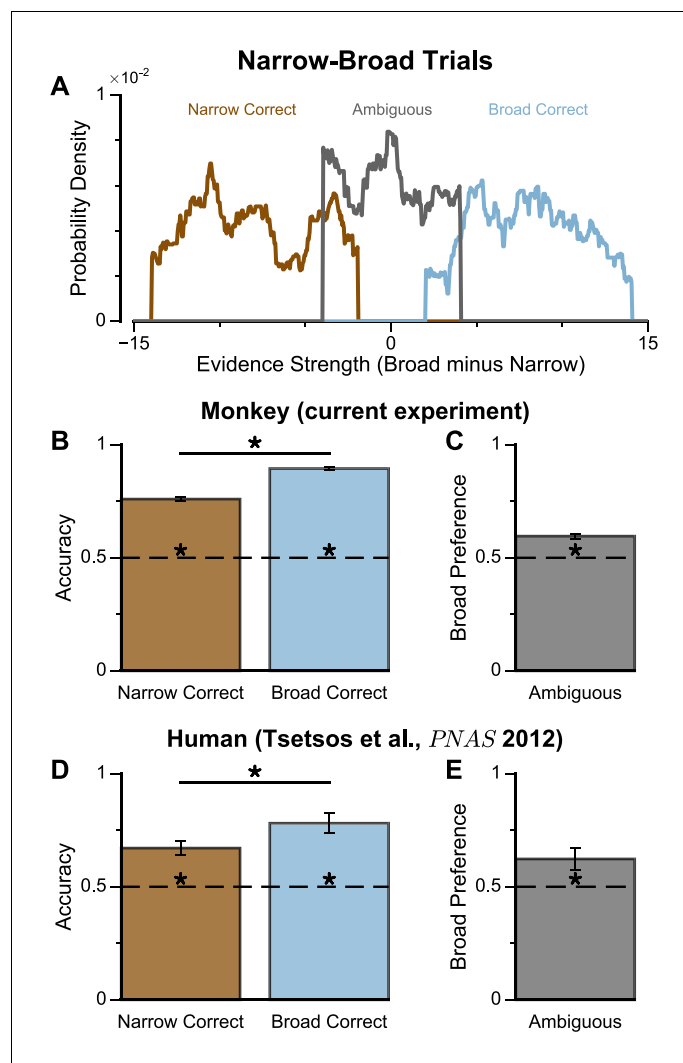 Narrow-Broad Trials
A
×10⁻²
1
Narrow Correct
Ambiguous
Broad Correct
Probability Density
0
−15
0
15
Evidence Strength (Broad minus Narrow)
Monkey (current experiment)
B
1
*
Accuracy
0.5
*
*
0
Narrow Correct
Broad Correct
C
1
Broad Preference
0.5
*
0
Ambiguous
Human (Tsetsos et al., PNAS 2012)
D
1
*
Accuracy
0.5
*
*
0
Narrow Correct
Broad Correct
E
1
Broad Preference
0.5
*
0
Ambiguous